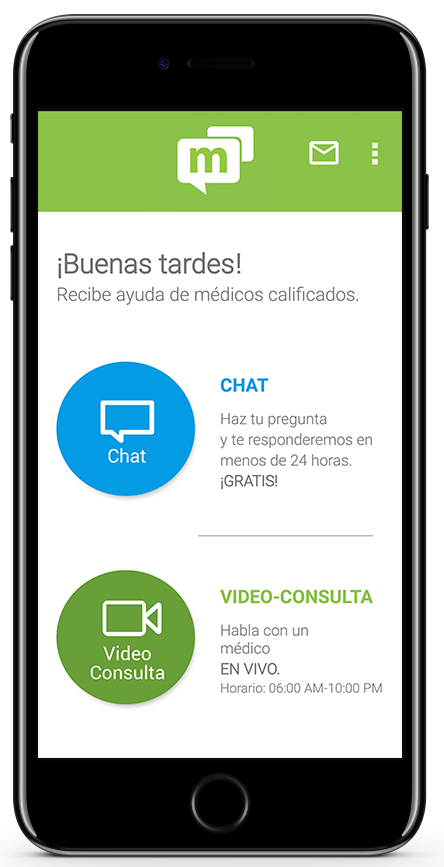 m
¡Buenas tardes!
Recibe ayuda de médicos calificados.
Chat
CHAT
Haz tu pregunta
y te responderemos en
menos de 24 horas.
¡GRATIS!
Video
Consulta
VIDEO-CONSULTA
Habla con un
médico
EN VIVO.
Horario: 06:00 AM-10:00 PM